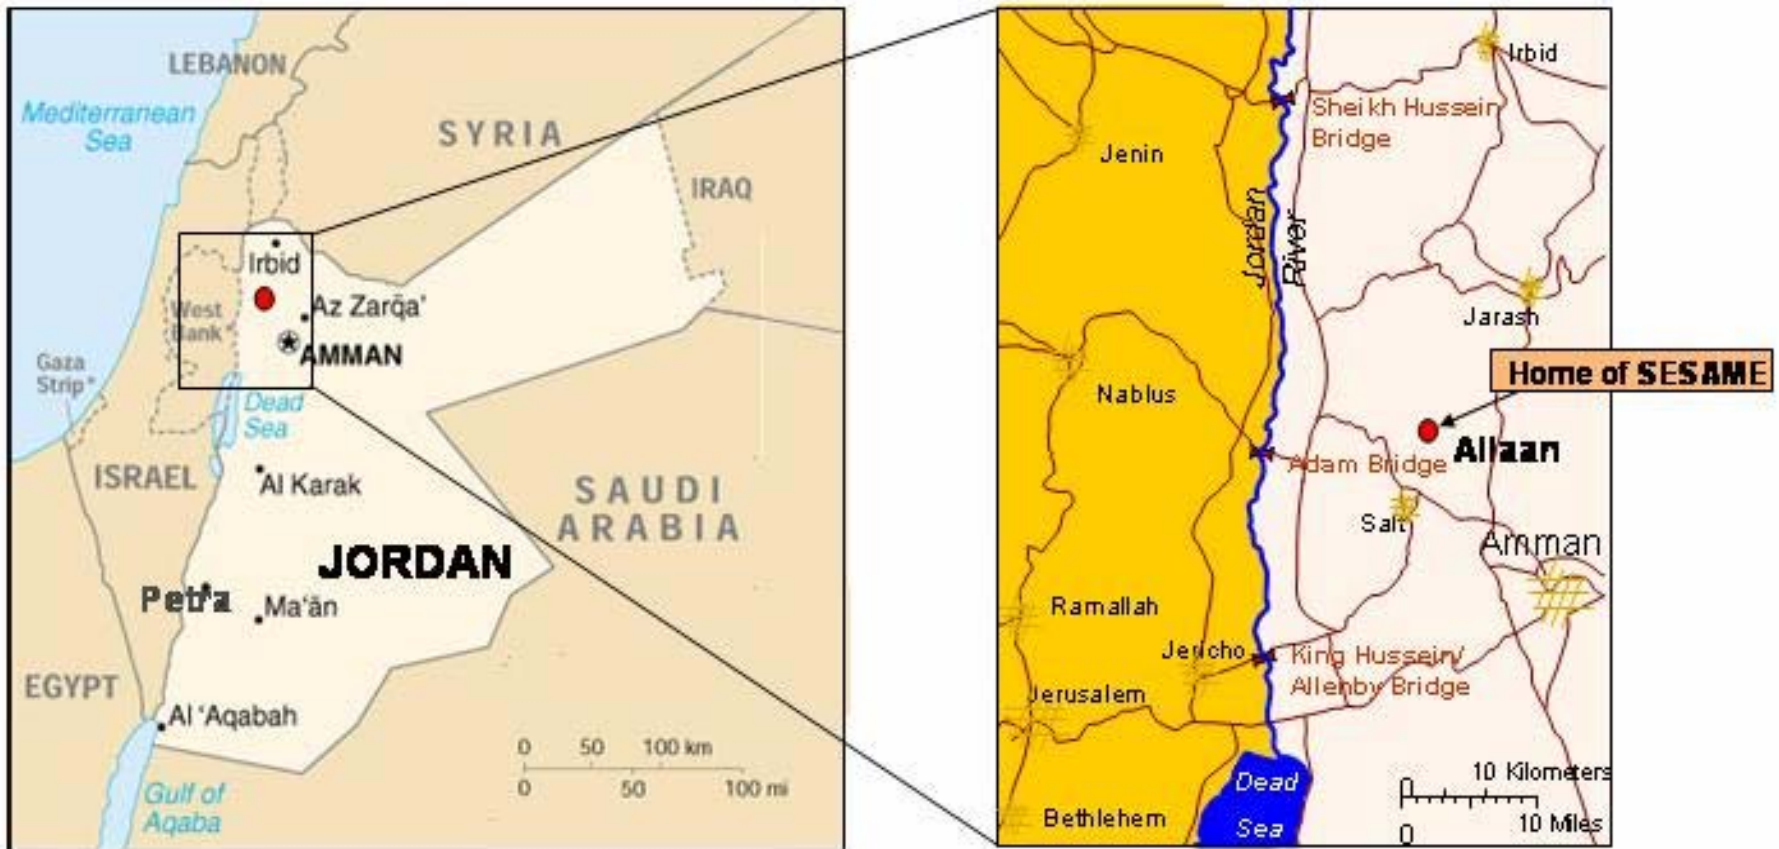 LEBANON
Mediterranean
Sea
SYRIA
IRAQ
Irbid
West
Bank*
Az Zarqa'
AMMAN
Gaza
Strip*
Dead
Sea
ISRAEL
Al Karak
SAUDI
ARABIA
JORDAN
Petra
Ma'ān
EGYPT
Al 'Aqabah
0 50 100 km
0 50 100 mi
Gulf of
Aqaba
Irbid
Sheikh Hussein
Bridge
Jenin
Jordan
River
Jarash
Home of SESAME
Nablus
Allaan
Adam Bridge
Salt
Amman
Ramallah
Jericho
King Hussein/
Allenby Bridge
Jerusalem
Dead
Sea
0 10 Kilometers
0 10 Miles
Bethlehem